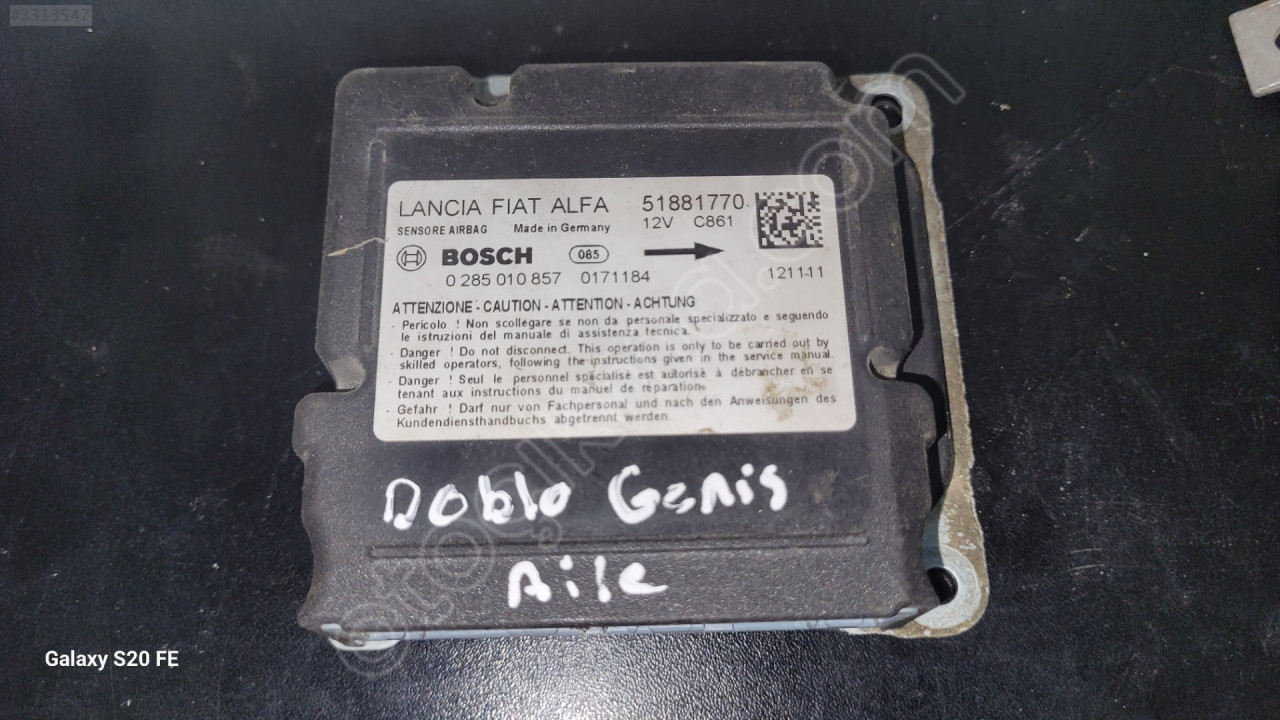 #3313547
LANCIA FIAT ALFA 51881770
SENSORE AIRBAG Made in Germany 12V C861
BOSCH 085
0 285 010 857 0171184 121111
ATTENZIONE - CAUTION - ATTENTION - ACHTUNG
- Pericolo ! Non scollegare se non da personale specializzato e seguendo
le istruzioni del manuale di assistenza tecnica.
- Danger ! Do not disconnect. This operation is only to be carried out by
skilled operators, following the instructions given in the service manual.
- Danger ! Seul le personnel spécialisé est autorisé à débrancher en se
tenant aux instructions du manuel de réparation.
- Gefahr ! Darf nur von Fachpersonal und nach den Anweisungen des
Kundendiensthandbuchs abgetrennt werden.
Doblo Genis
Aile
Galaxy S20 FE